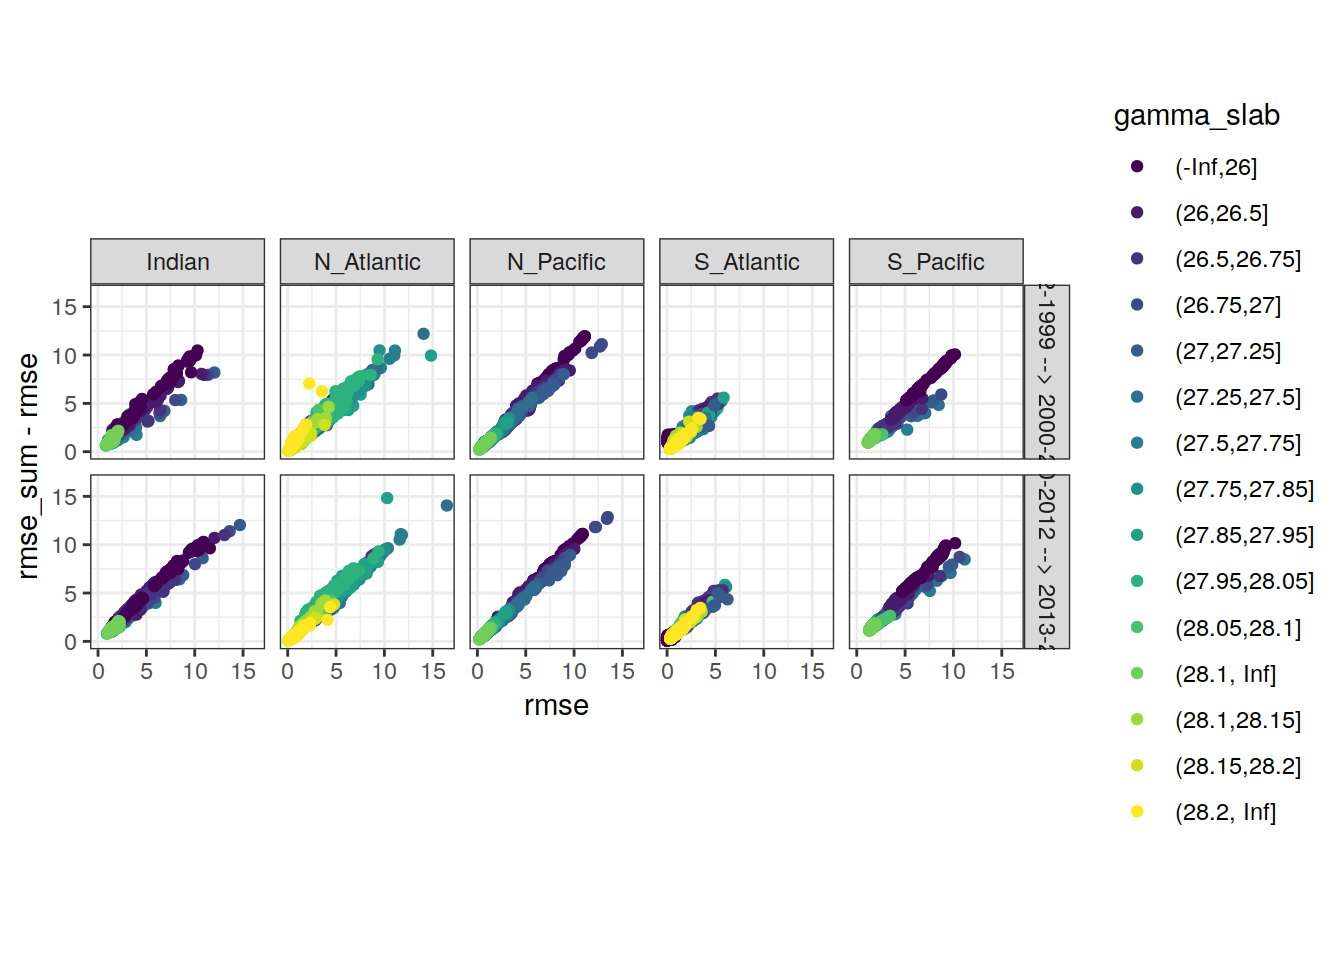 gamma_slab
(-Inf,26]
(26,26.5]
(26.5,26.75]
(26.75,27]
(27,27.25]
(27.25,27.5]
(27.5,27.75]
(27.75,27.85]
(27.85,27.95]
(27.95,28.05]
(28.05,28.1]
(28.1, Inf]
(28.1,28.15]
(28.15,28.2]
(28.2, Inf]
Indian N_Atlantic N_Pacific S_Atlantic S_Pacific
15
10
5
0
-1999 --> 2000-
15
10
5
0
-2012 --> 2013-
0 5 10 15 0 5 10 15 0 5 10 15 0 5 10 15 0 5 10 15
rmse
rmse_sum - rmse